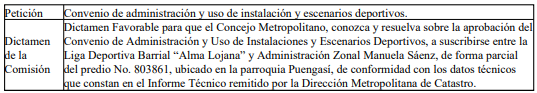 Petición Convenio de administración y uso de instalación y escenarios deportivos.
Dictamen de la Comisión
Dictamen Favorable para que el Concejo Metropolitano, conozca y resuelva sobre la aprobación del
Convenio de Administración y Uso de Instalaciones y Escenarios Deportivos, a suscribirse entre la
Liga Deportiva Barrial “Alma Lojana” y Administración Zonal Manuela Sáenz, de forma parcial
del predio No. 803861, ubicado en la parroquia Puengasí, de conformidad con los datos técnicos
que constan en el Informe Técnico remitido por la Dirección Metropolitana de Catastro.